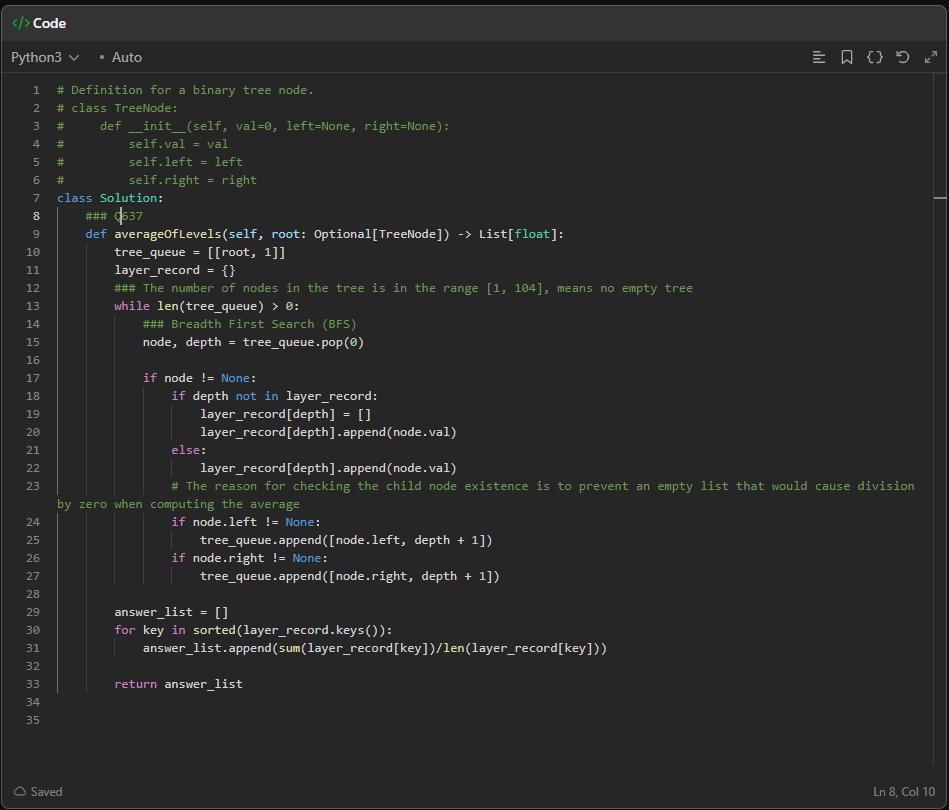 </> Code
Python3 • Auto
1 # Definition for a binary tree node.
2 # class TreeNode:
3 #     def __init__(self, val=0, left=None, right=None):
4 #         self.val = val
5 #         self.left = left
6 #         self.right = right
7 class Solution:
8     ### Q637
9     def averageOfLevels(self, root: Optional[TreeNode]) -> List[float]:
10         tree_queue = [[root, 1]]
11         layer_record = {}
12         ### The number of nodes in the tree is in the range [1, 104], means no empty tree
13         while len(tree_queue) > 0:
14             ### Breadth First Search (BFS)
15             node, depth = tree_queue.pop(0)
16
17             if node != None:
18                 if depth not in layer_record:
19                     layer_record[depth] = []
20                     layer_record[depth].append(node.val)
21                 else:
22                     layer_record[depth].append(node.val)
23                 # The reason for checking the child node existence is to prevent an empty list that would cause division
by zero when computing the average
24                 if node.left != None:
25                     tree_queue.append([node.left, depth + 1])
26                 if node.right != None:
27                     tree_queue.append([node.right, depth + 1])
28
29         answer_list = []
30         for key in sorted(layer_record.keys()):
31             answer_list.append(sum(layer_record[key])/len(layer_record[key]))
32
33         return answer_list
34
35
Saved
Ln 8, Col 10